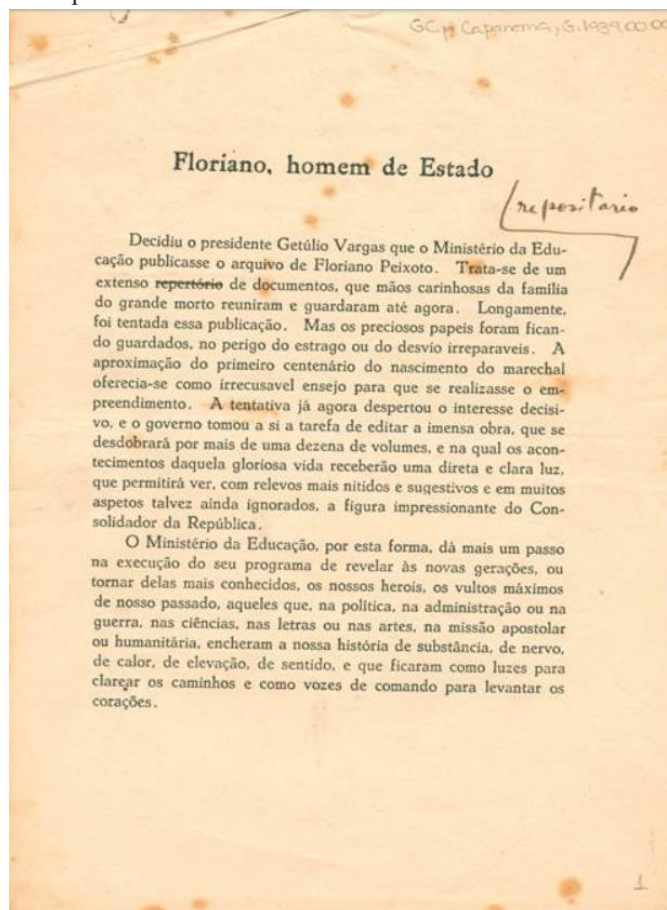 GC pi Capanema, G. 1939.00.00
Floriano, homem de Estado
repositario
Decidiu o presidente Getúlio Vargas que o Ministério da Edu-
cação publicasse o arquivo de Floriano Peixoto. Trata-se de um
extenso repertório de documentos, que mãos carinhosas da família
do grande morto reuniram e guardaram até agora. Longamente,
foi tentada essa publicação. Mas os preciosos papeis foram fican-
do guardados, no perigo do estrago ou do desvio irreparaveis. A
aproximação do primeiro centenário do nascimento do marechal
oferecia-se como irrecusavel ensejo para que se realizasse o em-
preendimento. A tentativa já agora despertou o interesse decisi-
vo, e o governo tomou a si a tarefa de editar a imensa obra, que se
desdobrará por mais de uma dezena de volumes, e na qual os acon-
tecimentos daquela gloriosa vida receberão uma direta e clara luz,
que permitirá ver, com relevos mais nítidos e sugestivos e em muitos
aspetos talvez ainda ignorados, a figura impressionante do Con-
solidador da República.
O Ministério da Educação, por esta forma, dá mais um passo
na execução do seu programa de revelar às novas gerações, ou
tornar delas mais conhecidos, os nossos herois, os vultos máximos
de nosso passado, aqueles que, na política, na administração ou na
guerra, nas ciências, nas letras ou nas artes, na missão apostolar
ou humanitária, encheram a nossa história de substância, de nervo,
de calor, de elevação, de sentido, e que ficaram como luzes para
clarear os caminhos e como vozes de comando para levantar os
corações.
1